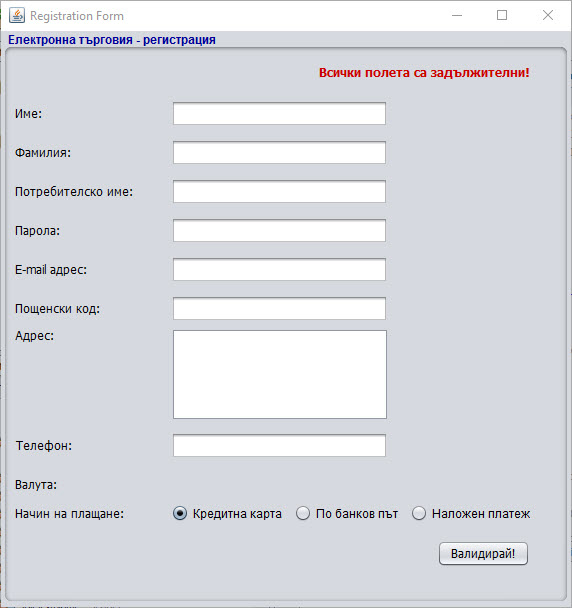 Registration Form
Електронна търговия - регистрация
Всички полета са задължителни!
Име:
Фамилия:
Потребителско име:
Парола:
E-mail адрес:
Пощенски код:
Адрес:
Телефон:
Валута:
Начин на плащане: Кредитна карта По банков път Наложен платеж
Валидирай!